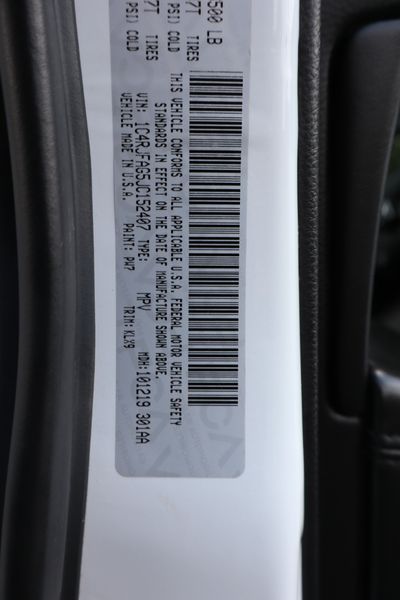 500 LB
7T TIRES
PSI) COLD
7T TIRES
PSI) COLD
THIS VEHICLE CONFORMS TO ALL APPLICABLE U.S.A. FEDERAL MOTOR VEHICLE SAFETY
STANDARDS IN EFFECT ON THE DATE OF MANUFACTURE SHOWN ABOVE.
VIN: 1C4RJFAG5JC152407 TYPE: MPV MDH:101219 301AA
VEHICLE MADE IN U.S.A. PAINT: PW7 TRIM:KLX9